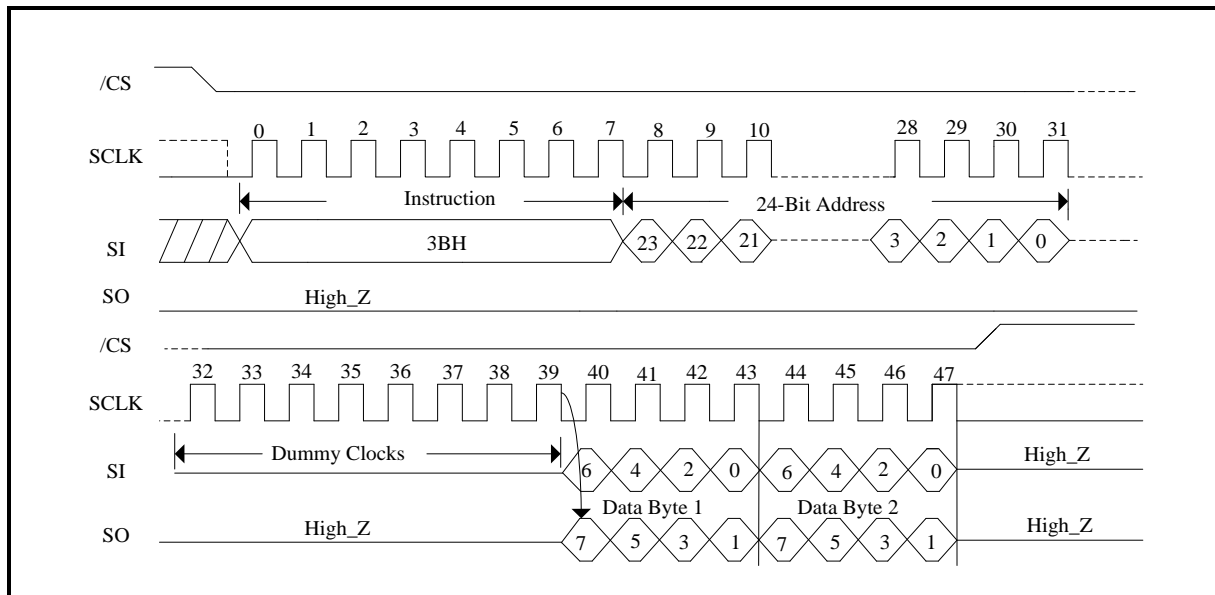 /CS
0 1 2 3 4 5 6 7 8 9 10 28 29 30 31
SCLK
Instruction 24-Bit Address
SI 3BH 23 22 21 3 2 1 0
SO High_Z
/CS
32 33 34 35 36 37 38 39 40 41 42 43 44 45 46 47
SCLK
Dummy Clocks
SI 6 4 2 0 6 4 2 0 High_Z
Data Byte 1 Data Byte 2
SO High_Z 7 5 3 1 7 5 3 1 High_Z